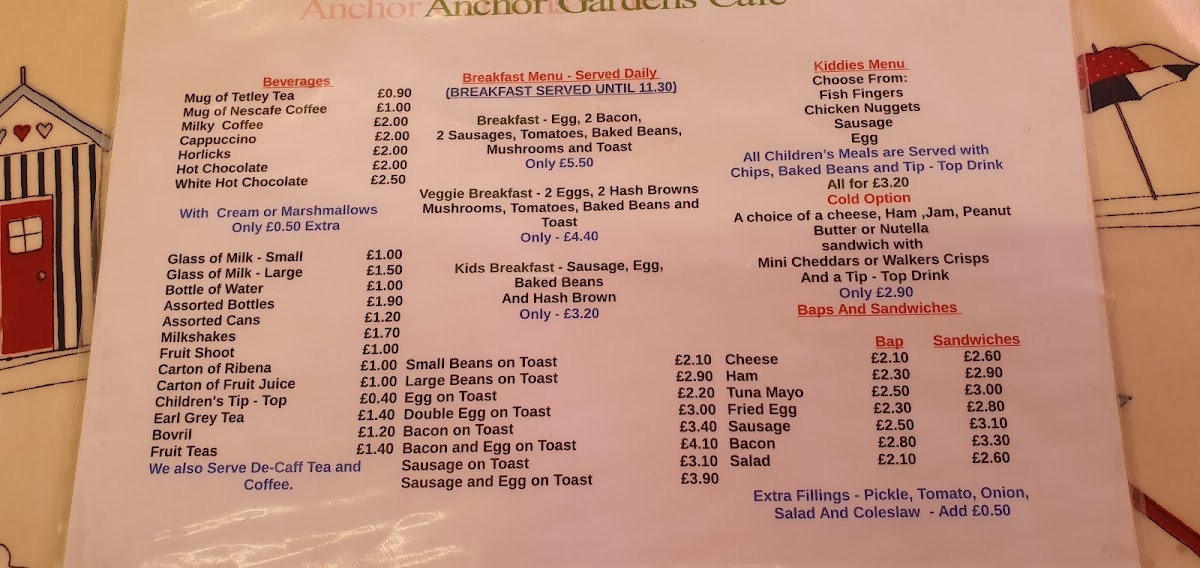 Anchor Gardens Cafe
Beverages
Mug of Tetley Tea £0.90
Mug of Nescafe Coffee £1.00
Milky Coffee £2.00
Cappuccino £2.00
Horlicks £2.00
Hot Chocolate £2.00
White Hot Chocolate £2.50
With Cream or Marshmallows
Only £0.50 Extra
Glass of Milk - Small £1.00
Glass of Milk - Large £1.50
Bottle of Water £1.00
Assorted Bottles £1.90
Assorted Cans £1.20
Milkshakes £1.70
Fruit Shoot £1.00
Carton of Ribena £1.00
Carton of Fruit Juice £1.00
Children's Tip - Top £0.40
Earl Grey Tea £1.40
Bovril £1.20
Fruit Teas £1.40
We also Serve De-Caff Tea and
Coffee.
Breakfast Menu - Served Daily
(BREAKFAST SERVED UNTIL 11.30)
Breakfast - Egg, 2 Bacon,
2 Sausages, Tomatoes, Baked Beans,
Mushrooms and Toast
Only £5.50
Veggie Breakfast - 2 Eggs, 2 Hash Browns
Mushrooms, Tomatoes, Baked Beans and
Toast
Only - £4.40
Kids Breakfast - Sausage, Egg,
Baked Beans
And Hash Brown
Only - £3.20
Small Beans on Toast £2.10
Large Beans on Toast £2.90
Egg on Toast £2.20
Double Egg on Toast £3.00
Bacon on Toast £3.40
Bacon and Egg on Toast £4.10
Sausage on Toast £3.10
Sausage and Egg on Toast £3.90
Kiddies Menu
Choose From:
Fish Fingers
Chicken Nuggets
Sausage
Egg
All Children's Meals are Served with
Chips, Baked Beans and Tip - Top Drink
All for £3.20
Cold Option
A choice of a cheese, Ham ,Jam, Peanut
Butter or Nutella
sandwich with
Mini Cheddars or Walkers Crisps
And a Tip - Top Drink
Only £2.90
Baps And Sandwiches
Bap Sandwiches
Cheese £2.10 £2.60
Ham £2.30 £2.90
Tuna Mayo £2.50 £3.00
Fried Egg £2.30 £2.80
Sausage £2.50 £3.10
Bacon £2.80 £3.30
Salad £2.10 £2.60
Extra Fillings - Pickle, Tomato, Onion,
Salad And Coleslaw - Add £0.50